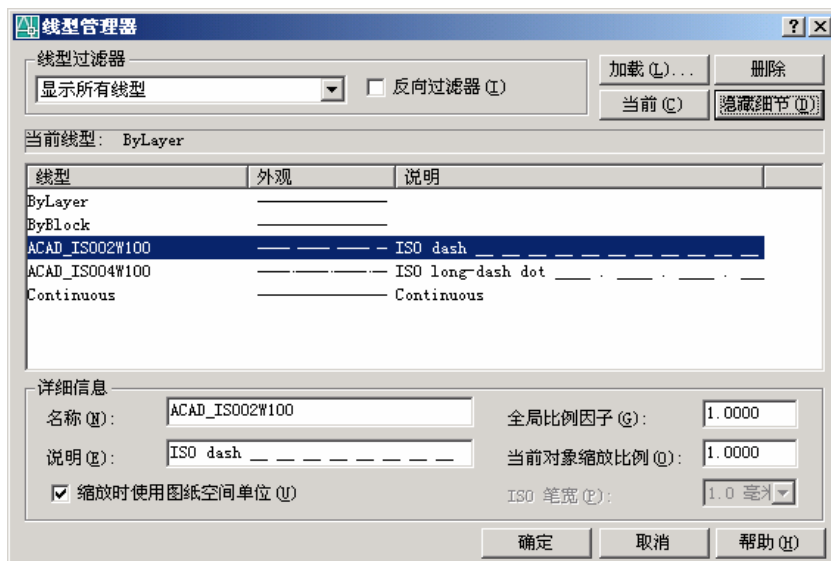 线型管理器
线型过滤器
显示所有线型
反向过滤器(I)
加载(L)... 删除
当前(C) 隐藏细节(D)
当前线型: ByLayer
线型 外观 说明
ByLayer
ByBlock
ACAD_ISO02W100 ISO dash __ __ __ __ __ __ __ __ __ __
ACAD_ISO04W100 ISO long-dash dot ____ . ____ . ____ . __
Continuous Continuous
详细信息
名称(N): ACAD_ISO02W100 全局比例因子(G): 1.0000
说明(E): ISO dash __ __ __ __ __ __ __ 当前对象缩放比例(O): 1.0000
缩放时使用图纸空间单位(U) ISO 笔宽(P): 1.0 毫米
确定 取消 帮助(H)